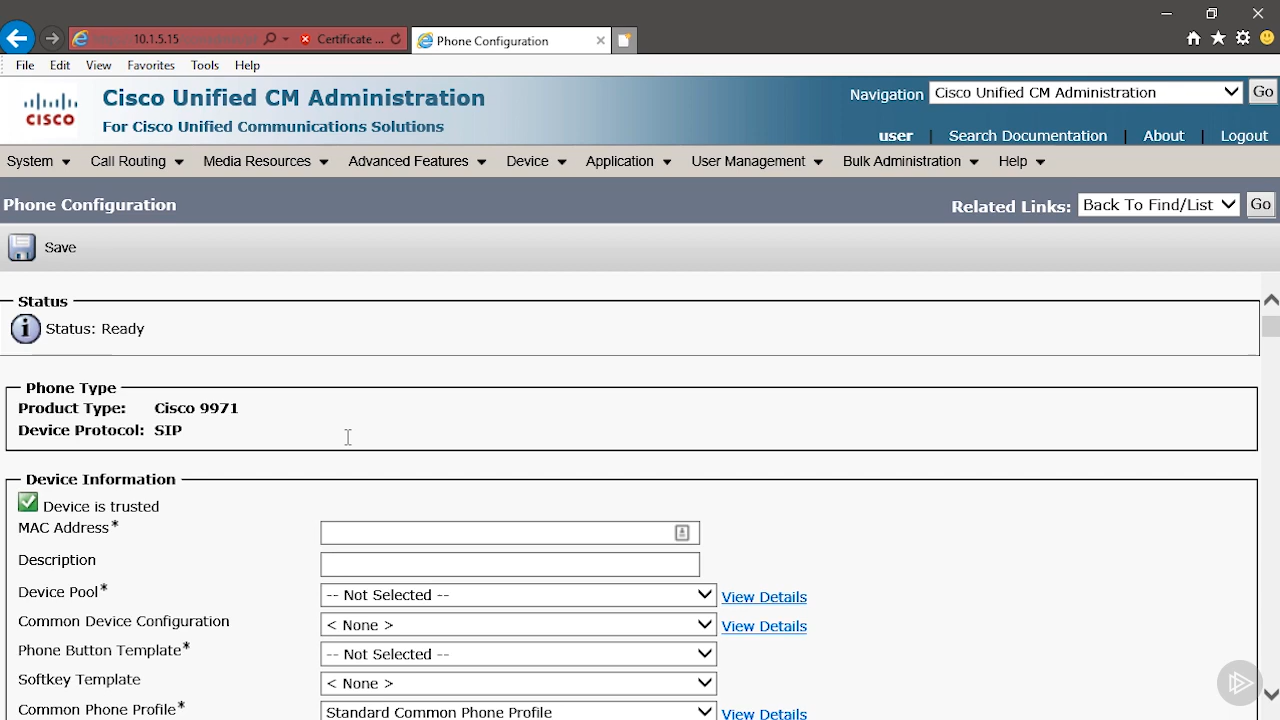 10.1.5.15
Certificate ...
Phone Configuration
File Edit View Favorites Tools Help
CISCO
Cisco Unified CM Administration
For Cisco Unified Communications Solutions
Navigation Cisco Unified CM Administration Go
user | Search Documentation | About | Logout
System Call Routing Media Resources Advanced Features Device Application User Management Bulk Administration Help
Phone Configuration
Related Links: Back To Find/List Go
Save
Status
Status: Ready
Phone Type
Product Type: Cisco 9971
Device Protocol: SIP
Device Information
Device is trusted
MAC Address*
Description
Device Pool* -- Not Selected -- View Details
Common Device Configuration < None > View Details
Phone Button Template* -- Not Selected --
Softkey Template < None >
Common Phone Profile* Standard Common Phone Profile View Details